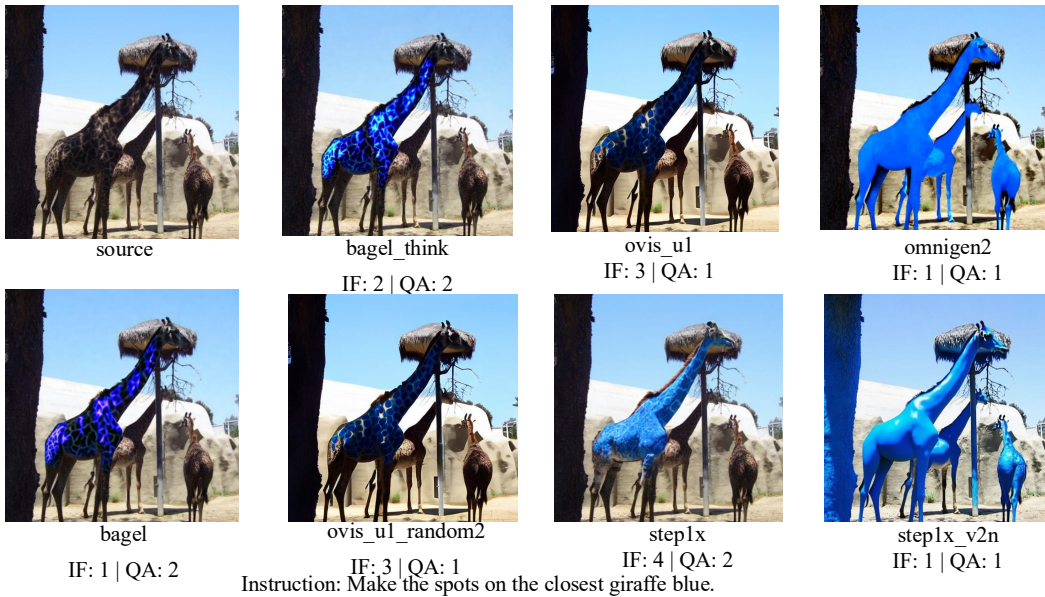 source
bagel_think
IF: 2 | QA: 2
ovis_u1
IF: 3 | QA: 1
omnigen2
IF: 1 | QA: 1
bagel
IF: 1 | QA: 2
ovis_u1_random2
IF: 3 | QA: 1
step1x
IF: 4 | QA: 2
step1x_v2n
IF: 1 | QA: 1
Instruction: Make the spots on the closest giraffe blue.